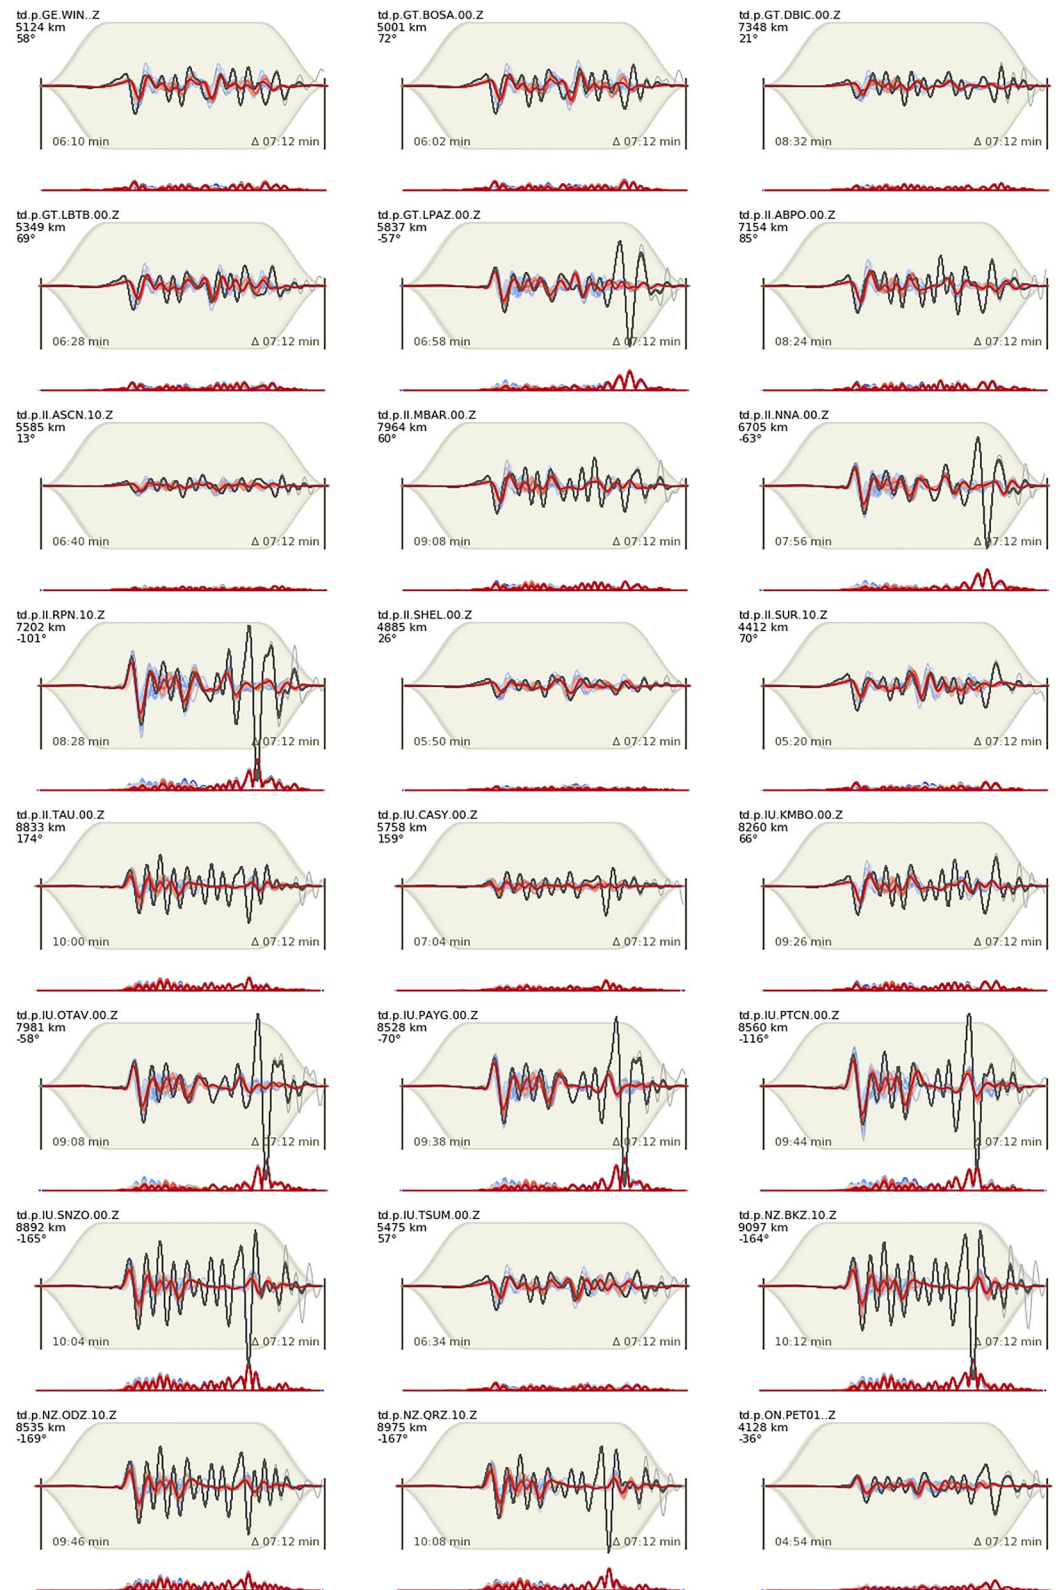 td.p.GE.WIN..Z
5124 km
58°
06:10 min
Δ 07:12 min
td.p.GT.BOSA.00.Z
5001 km
72°
06:02 min
Δ 07:12 min
td.p.GT.DBIC.00.Z
7348 km
21°
08:32 min
Δ 07:12 min
td.p.GT.LBTB.00.Z
5349 km
69°
06:28 min
Δ 07:12 min
td.p.GT.LPAZ.00.Z
5837 km
-57°
06:58 min
Δ 07:12 min
td.p.II.ABPO.00.Z
7154 km
85°
08:24 min
Δ 07:12 min
td.p.II.ASCN.10.Z
5585 km
13°
06:40 min
Δ 07:12 min
td.p.II.MBAR.00.Z
7964 km
60°
09:08 min
Δ 07:12 min
td.p.II.NNA.00.Z
6705 km
-63°
07:56 min
Δ 07:12 min
td.p.II.RPN.10.Z
7202 km
-101°
08:28 min
Δ 07:12 min
td.p.II.SHEL.00.Z
4885 km
26°
05:50 min
Δ 07:12 min
td.p.II.SUR.10.Z
4412 km
70°
05:20 min
Δ 07:12 min
td.p.II.TAU.00.Z
8833 km
174°
10:00 min
Δ 07:12 min
td.p.IU.CASY.00.Z
5758 km
159°
07:04 min
Δ 07:12 min
td.p.IU.KMBO.00.Z
8260 km
66°
09:26 min
Δ 07:12 min
td.p.IU.OTAV.00.Z
7981 km
-58°
09:08 min
Δ 07:12 min
td.p.IU.PAYG.00.Z
8528 km
-70°
09:38 min
Δ 07:12 min
td.p.IU.PTCN.00.Z
8560 km
-116°
09:44 min
Δ 07:12 min
td.p.IU.SNZO.00.Z
8892 km
-165°
10:04 min
Δ 07:12 min
td.p.IU.TSUM.00.Z
5475 km
57°
06:34 min
Δ 07:12 min
td.p.NZ.BKZ.10.Z
9097 km
-164°
10:12 min
Δ 07:12 min
td.p.NZ.ODZ.10.Z
8535 km
-169°
09:46 min
Δ 07:12 min
td.p.NZ.QRZ.10.Z
8975 km
-167°
10:08 min
Δ 07:12 min
td.p.ON.PET01..Z
4128 km
-36°
04:54 min
Δ 07:12 min